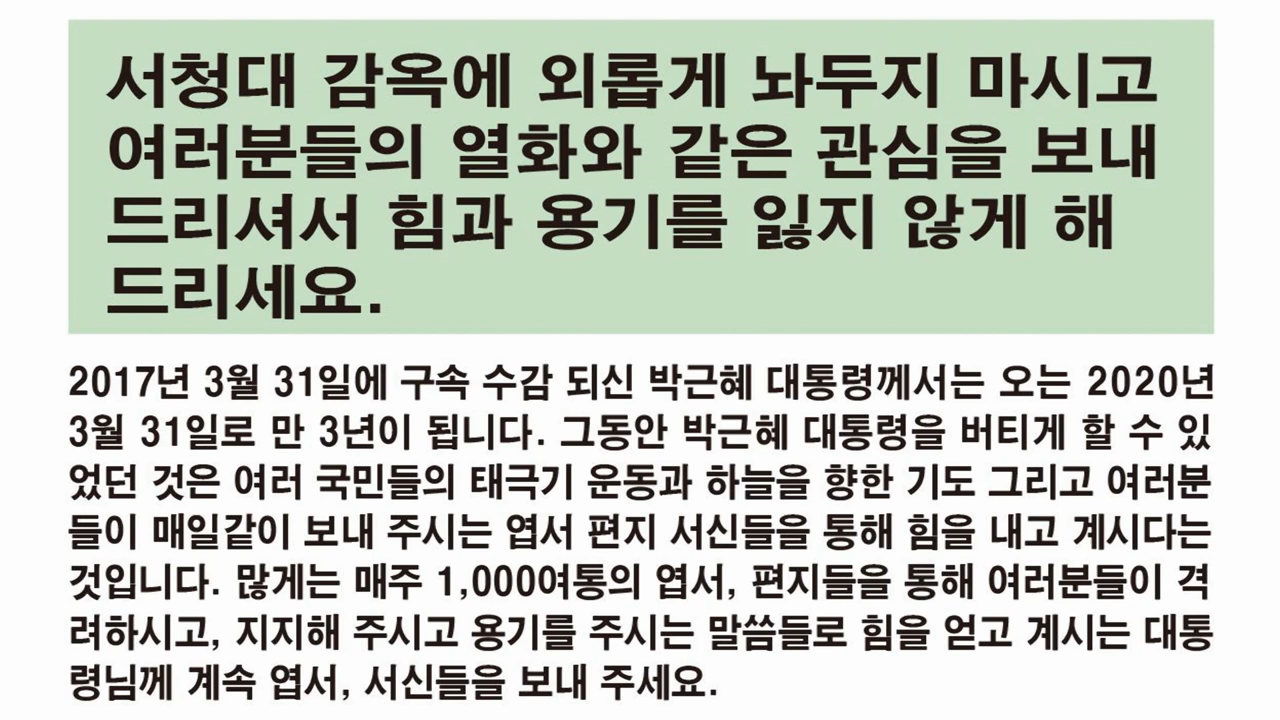 서청대 감옥에 외롭게 놔두지 마시고
여러분들의 열화와 같은 관심을 보내
드리셔서 힘과 용기를 잃지 않게 해
드리세요.
2017년 3월 31일에 구속 수감 되신 박근혜 대통령께서는 오는 2020년
3월 31일로 만 3년이 됩니다. 그동안 박근혜 대통령을 버티게 할 수 있
었던 것은 여러 국민들의 태극기 운동과 하늘을 향한 기도 그리고 여러분
들이 매일같이 보내 주시는 엽서 편지 서신들을 통해 힘을 내고 계시다는
것입니다. 많게는 매주 1,000여통의 엽서, 편지들을 통해 여러분들이 격
려하시고, 지지해 주시고 용기를 주시는 말씀들로 힘을 얻고 계시는 대통
령님께 계속 엽서, 서신들을 보내 주세요.